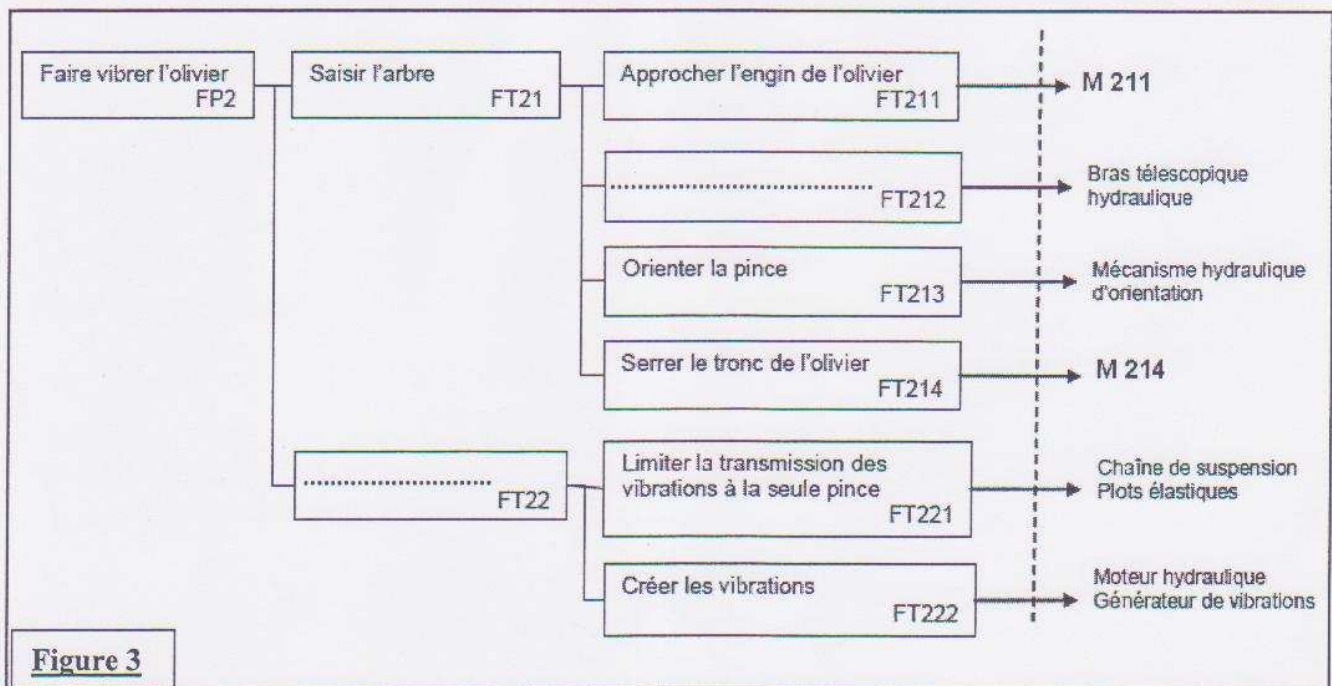 Faire vibrer l'olivier
FP2
Saisir l'arbre
FT21
Approcher l'engin de l'olivier
FT211
M 211
........................................
FT212
Bras télescopique
hydraulique
Orienter la pince
FT213
Mécanisme hydraulique
d'orientation
Serrer le tronc de l'olivier
FT214
M 214
............................
FT22
Limiter la transmission des
vibrations à la seule pince
FT221
Chaîne de suspension
Plots élastiques
Créer les vibrations
FT222
Moteur hydraulique
Générateur de vibrations
Figure 3